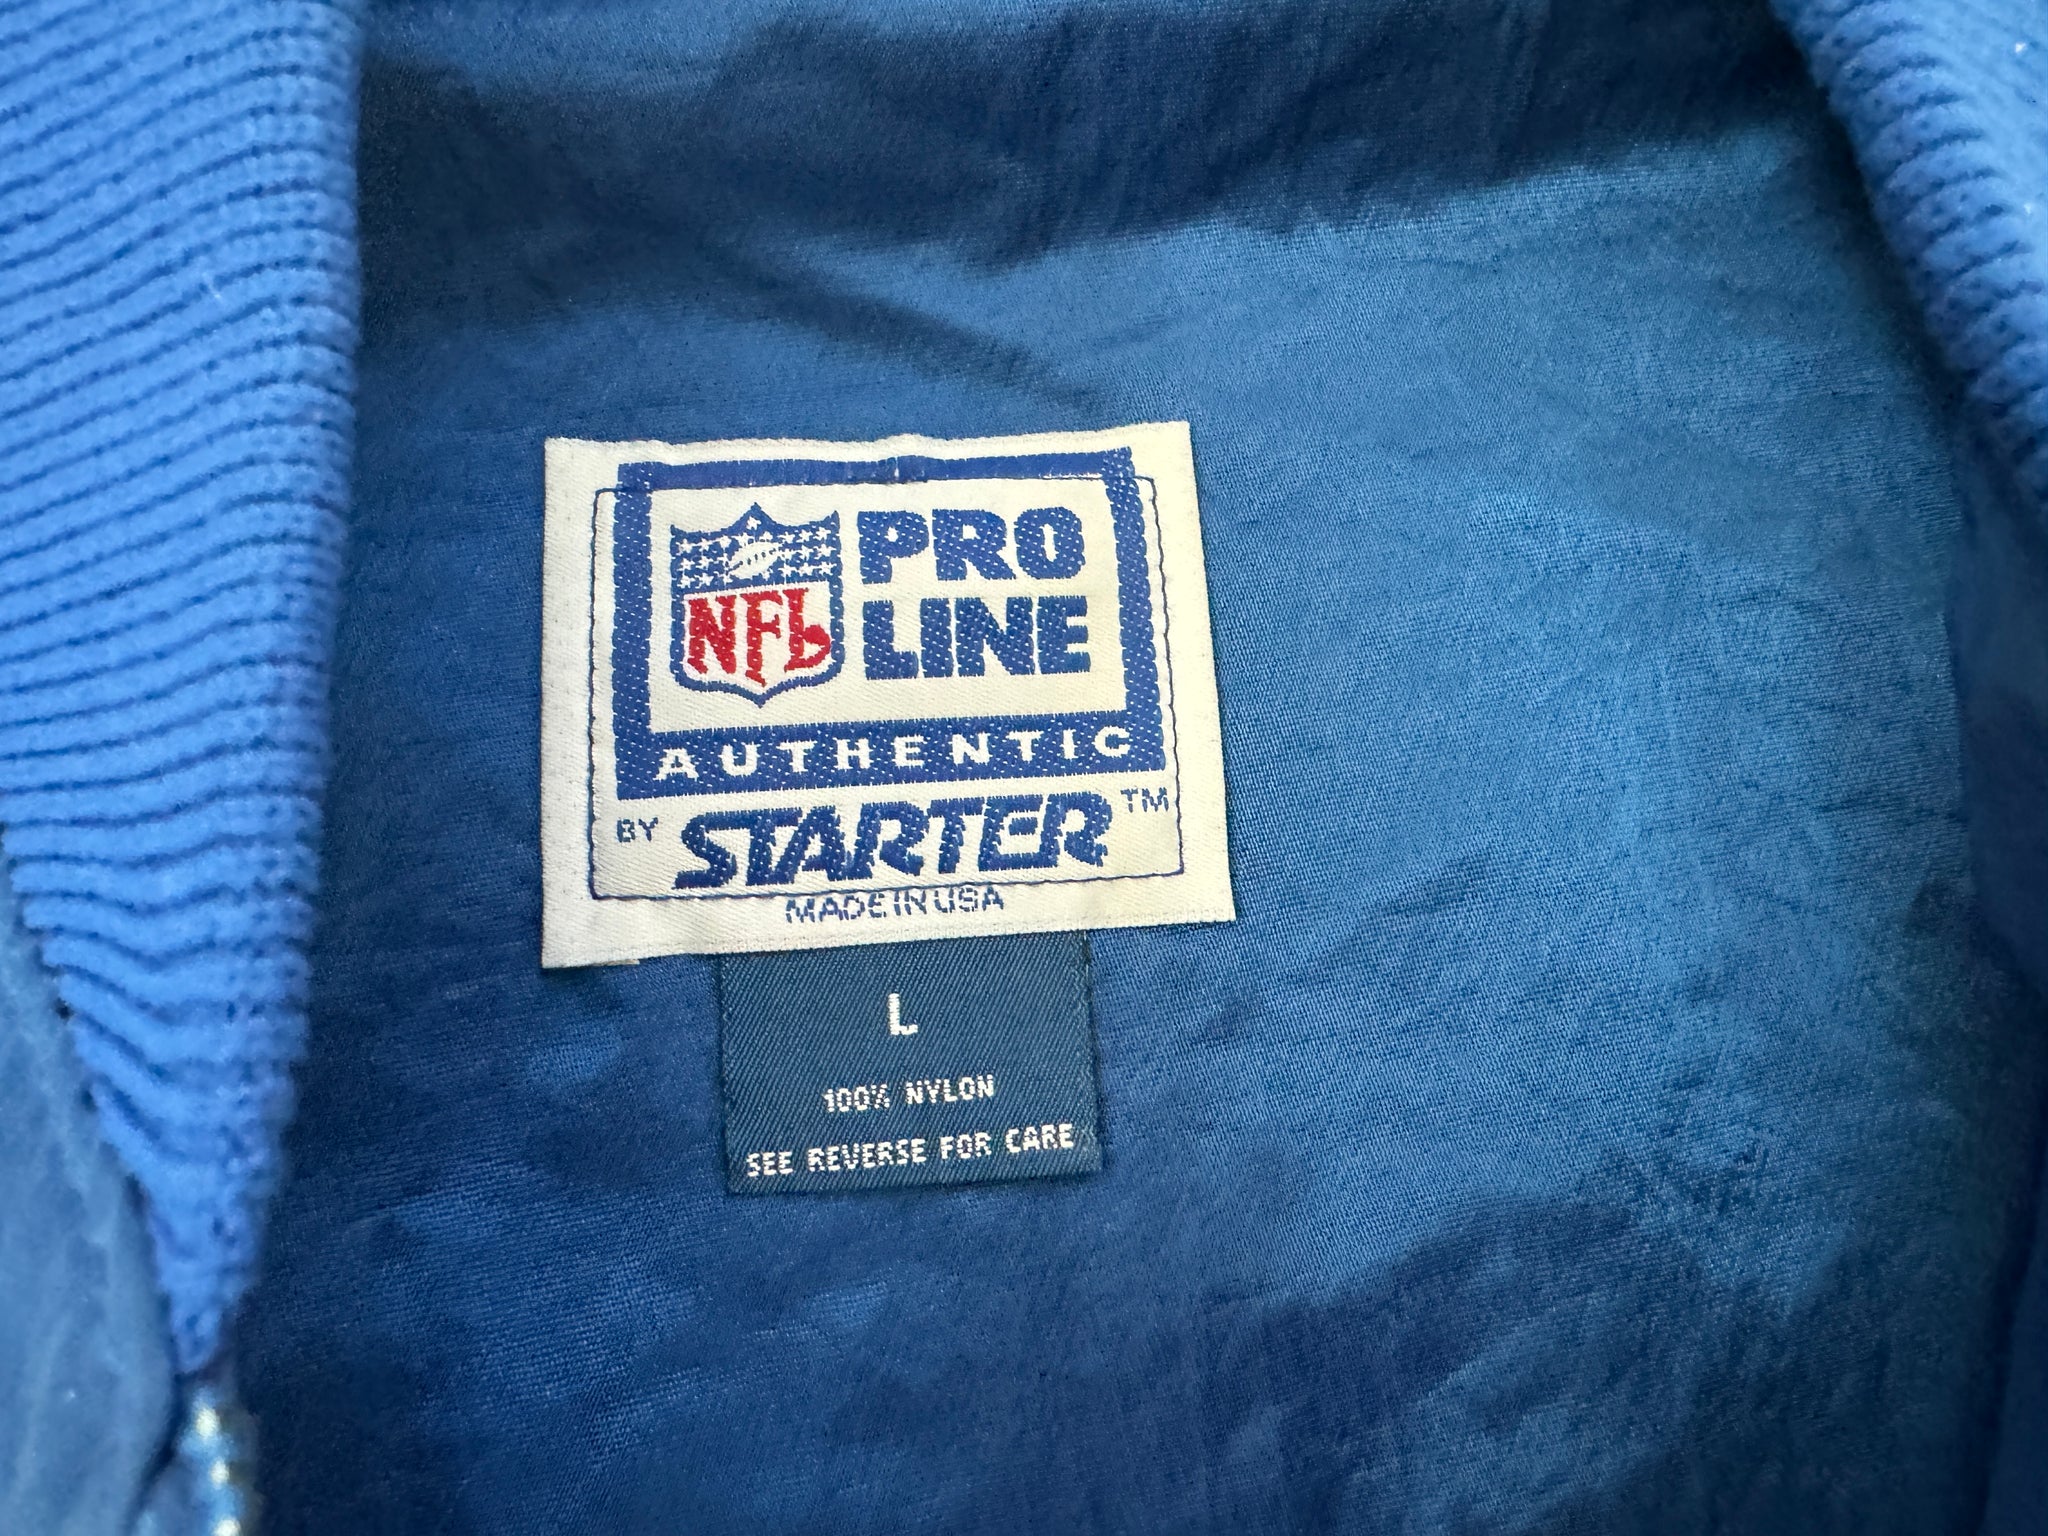 NFL
PRO
LINE
AUTHENTIC
BY STARTER TM
MADE IN USA
L
100% NYLON
SEE REVERSE FOR CARE